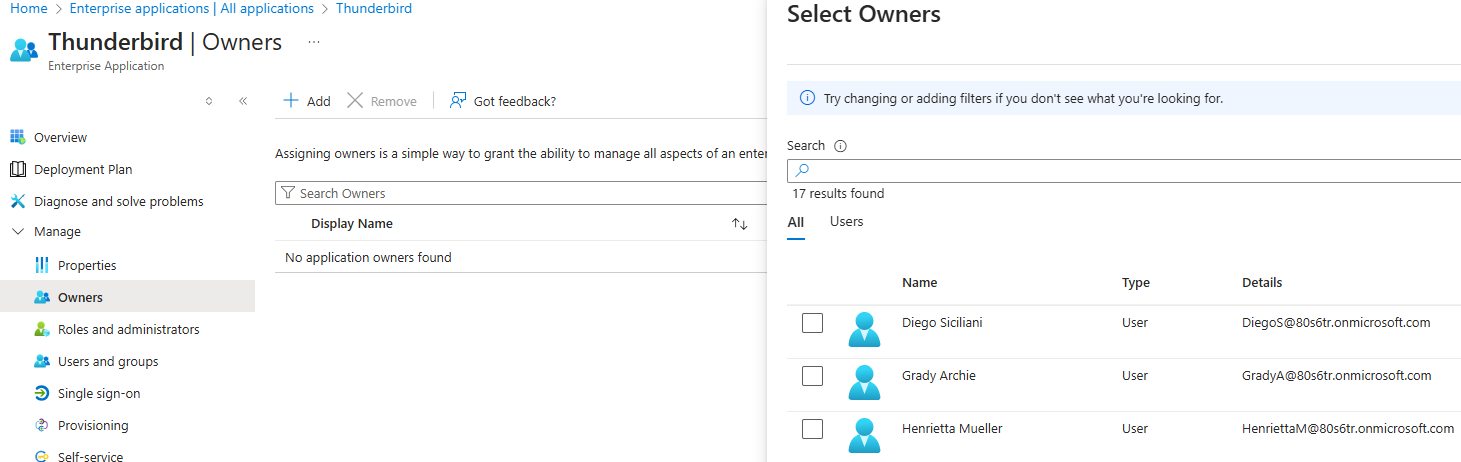 Home > Enterprise applications | All applications > Thunderbird
Thunderbird | Owners ...
Enterprise Application
Overview
Deployment Plan
Diagnose and solve problems
Manage
Properties
Owners
Roles and administrators
Users and groups
Single sign-on
Provisioning
Self-service
Add Remove Got feedback?
Assigning owners is a simple way to grant the ability to manage all aspects of an enter
Search Owners
Display Name
No application owners found
Select Owners
Try changing or adding filters if you don't see what you're looking for.
Search
17 results found
All Users
Name Type Details
Diego Siciliani User DiegoS@80s6tr.onmicrosoft.com
Grady Archie User GradyA@80s6tr.onmicrosoft.com
Henrietta Mueller User HenriettaM@80s6tr.onmicrosoft.com